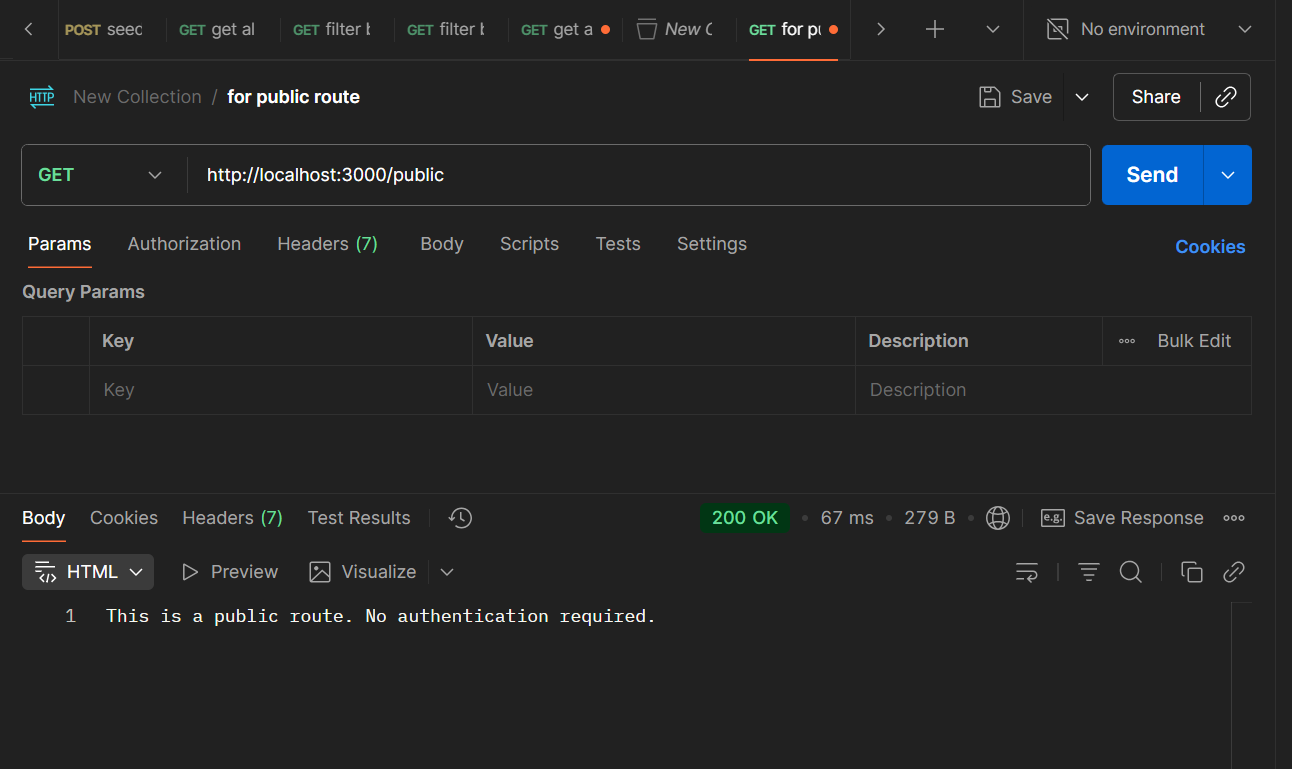 POST seec GET get al GET filter b GET filter b GET get a New C GET for pu No environment
HTTP New Collection / for public route Save Share
GET http://localhost:3000/public Send
Params Authorization Headers (7) Body Scripts Tests Settings Cookies
Query Params
Key Value Description Bulk Edit
Key Value Description
Body Cookies Headers (7) Test Results 200 OK 67 ms 279 B e.g. Save Response
HTML Preview Visualize
1 This is a public route. No authentication required.